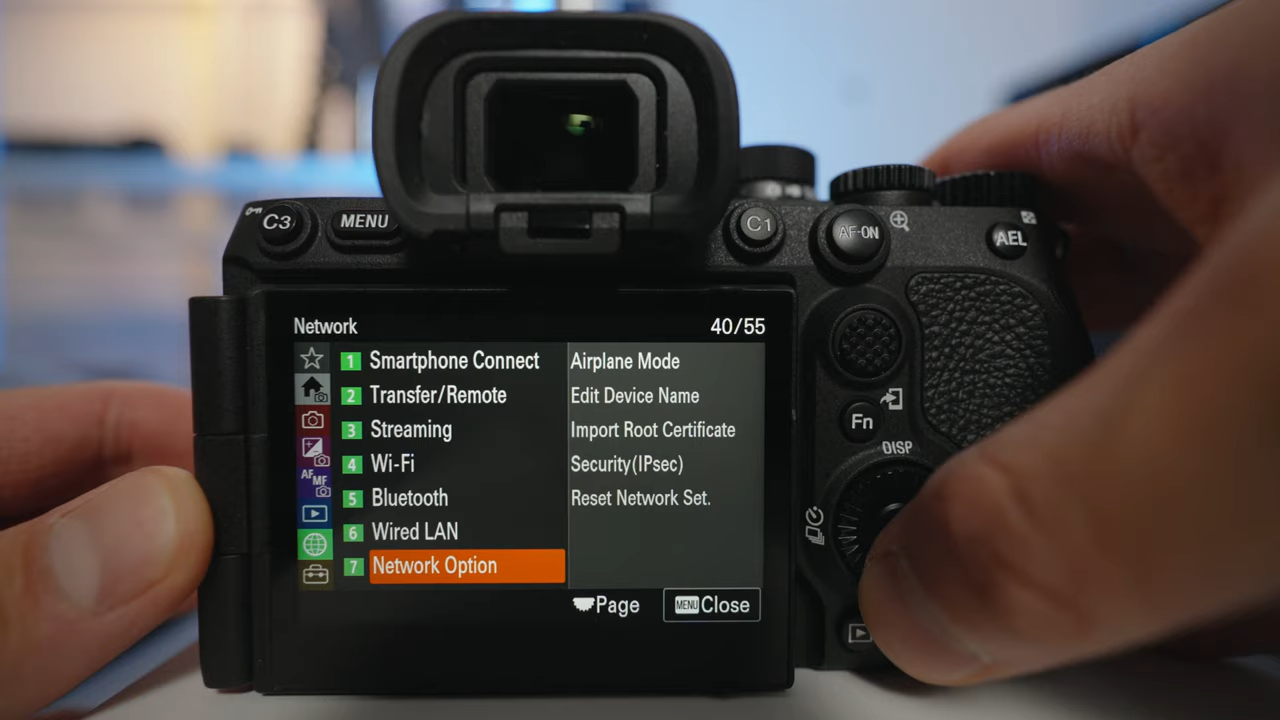 C3
MENU
C1
AF-ON
AEL
Network 40/55
1 Smartphone Connect
2 Transfer/Remote
3 Streaming
4 Wi-Fi
5 Bluetooth
6 Wired LAN
7 Network Option
AF MF
Airplane Mode
Edit Device Name
Import Root Certificate
Security(IPsec)
Reset Network Set.
Page
MENU Close
Fn
DISP